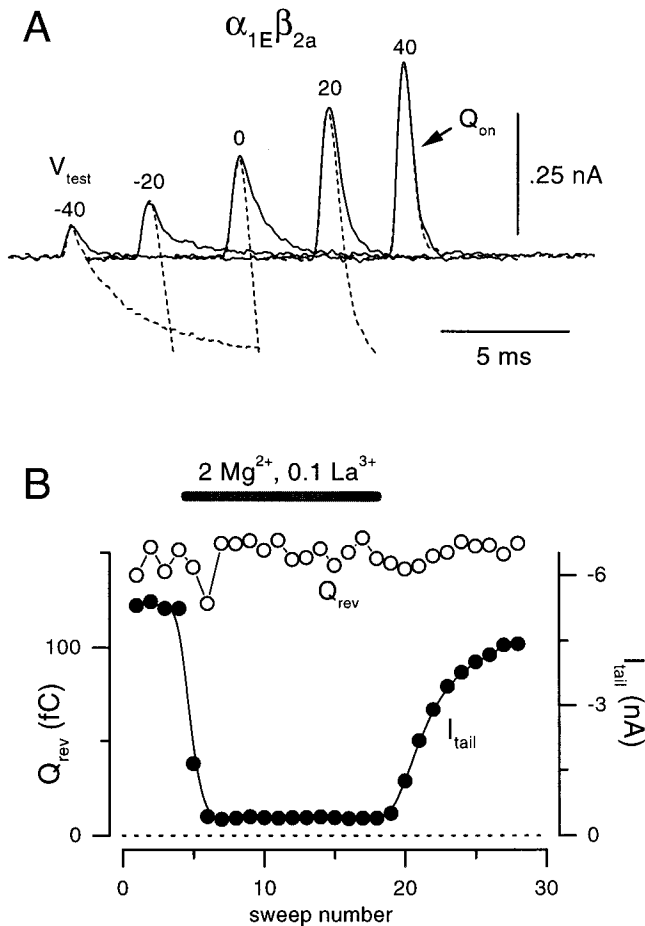 A
α1Eβ2a
40
20
Qon
0
.25 nA
Vtest
-20
-40
5 ms
B
2 Mg2+, 0.1 La3+
-6
Qrev
100
Qrev (fC)
-3
Itail (nA)
Itail
0
0
0
10
20
30
sweep number